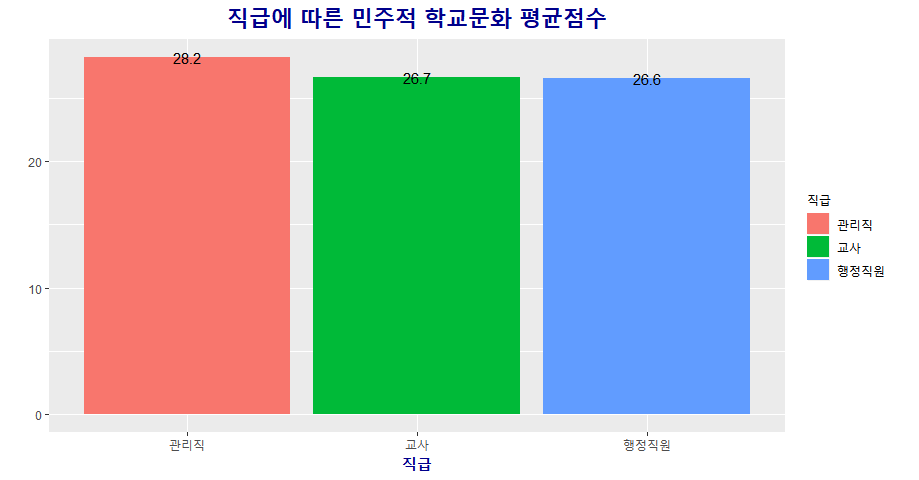 직급에 따른 민주적 학교문화 평균점수
28.2
26.7
26.6
20
10
0
관리직
교사
행정직원
직급
직급
관리직
교사
행정직원